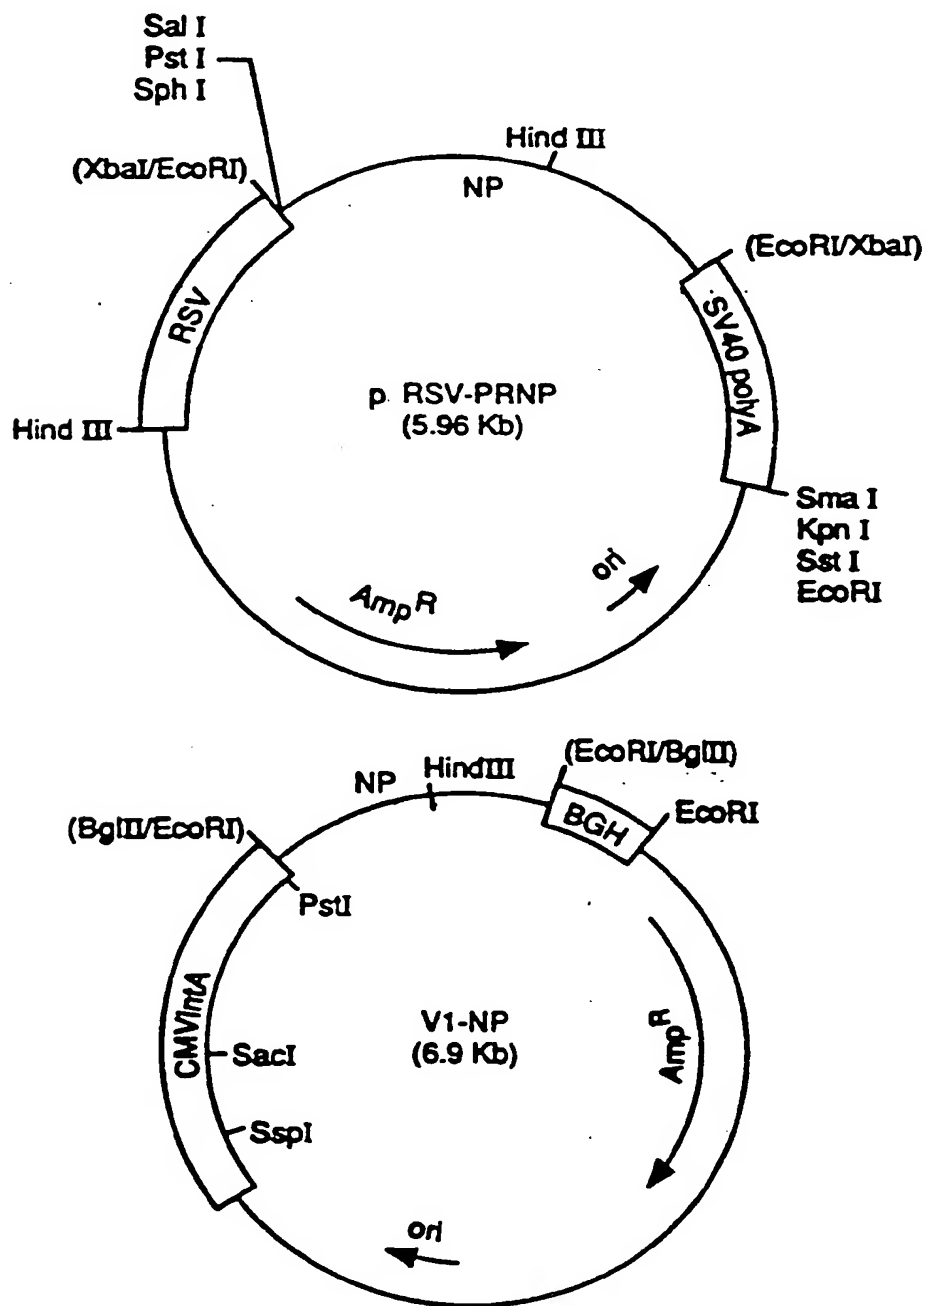 Sal I
Pst I
Sph I
Hind III
(XbaI/EcoRI)
NP
(EcoRI/XbaI)
RSV
SV40 polyA
p RSV-PRNP
(5.96 Kb)
Hind III
Sma I
Kpn I
Sst I
EcoRI
ori
AmpR
(EcoRI/BglII)
NP
HindIII
BGH
EcoRI
(BglII/EcoRI)
PstI
CMVIntA
V1-NP
(6.9 Kb)
AmpR
SacI
SspI
ori